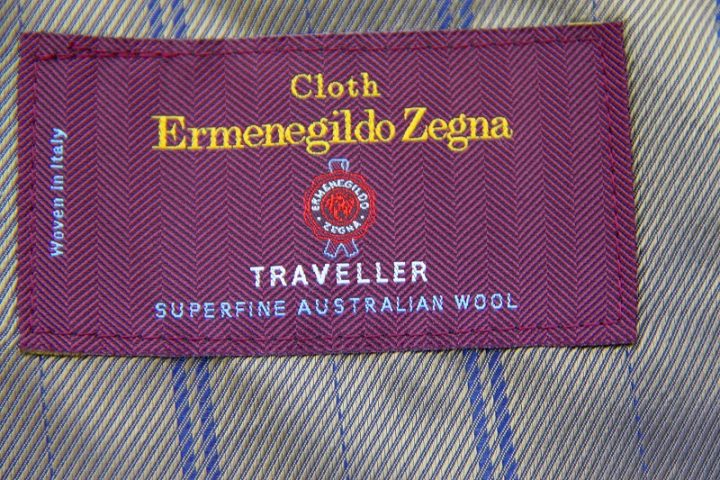 Cloth
Ermenegildo Zegna
ERMENEGILDO
ZEGNA
TRAVELLER
SUPERFINE AUSTRALIAN WOOL
Woven in Italy